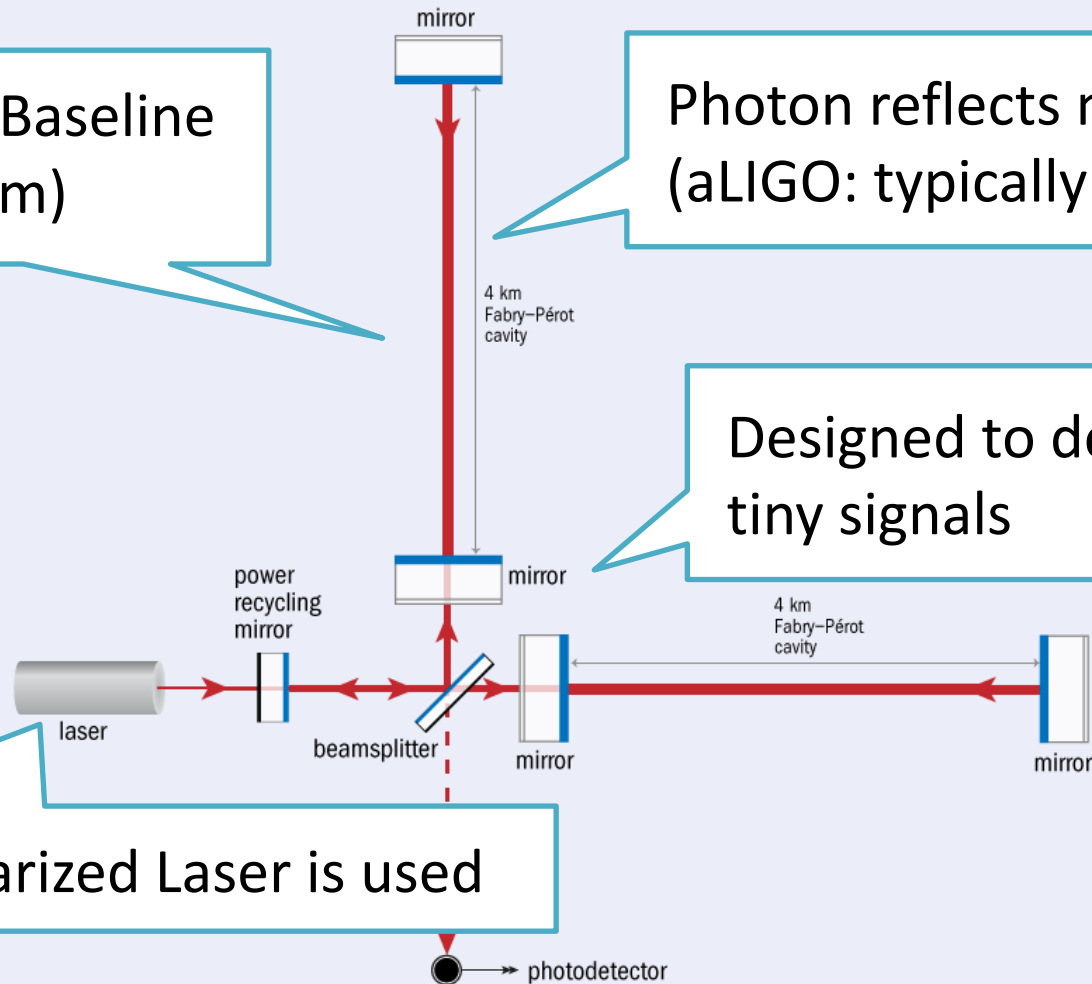 mirror
Baseline
m)
Photon reflects
(aLIGO: typically
4 km
Fabry–Pérot
cavity
Designed to
tiny signals
power
recycling
mirror
mirror
4 km
Fabry–Pérot
cavity
laser
beamsplitter
mirror
mirror
arized Laser is used
photodetector